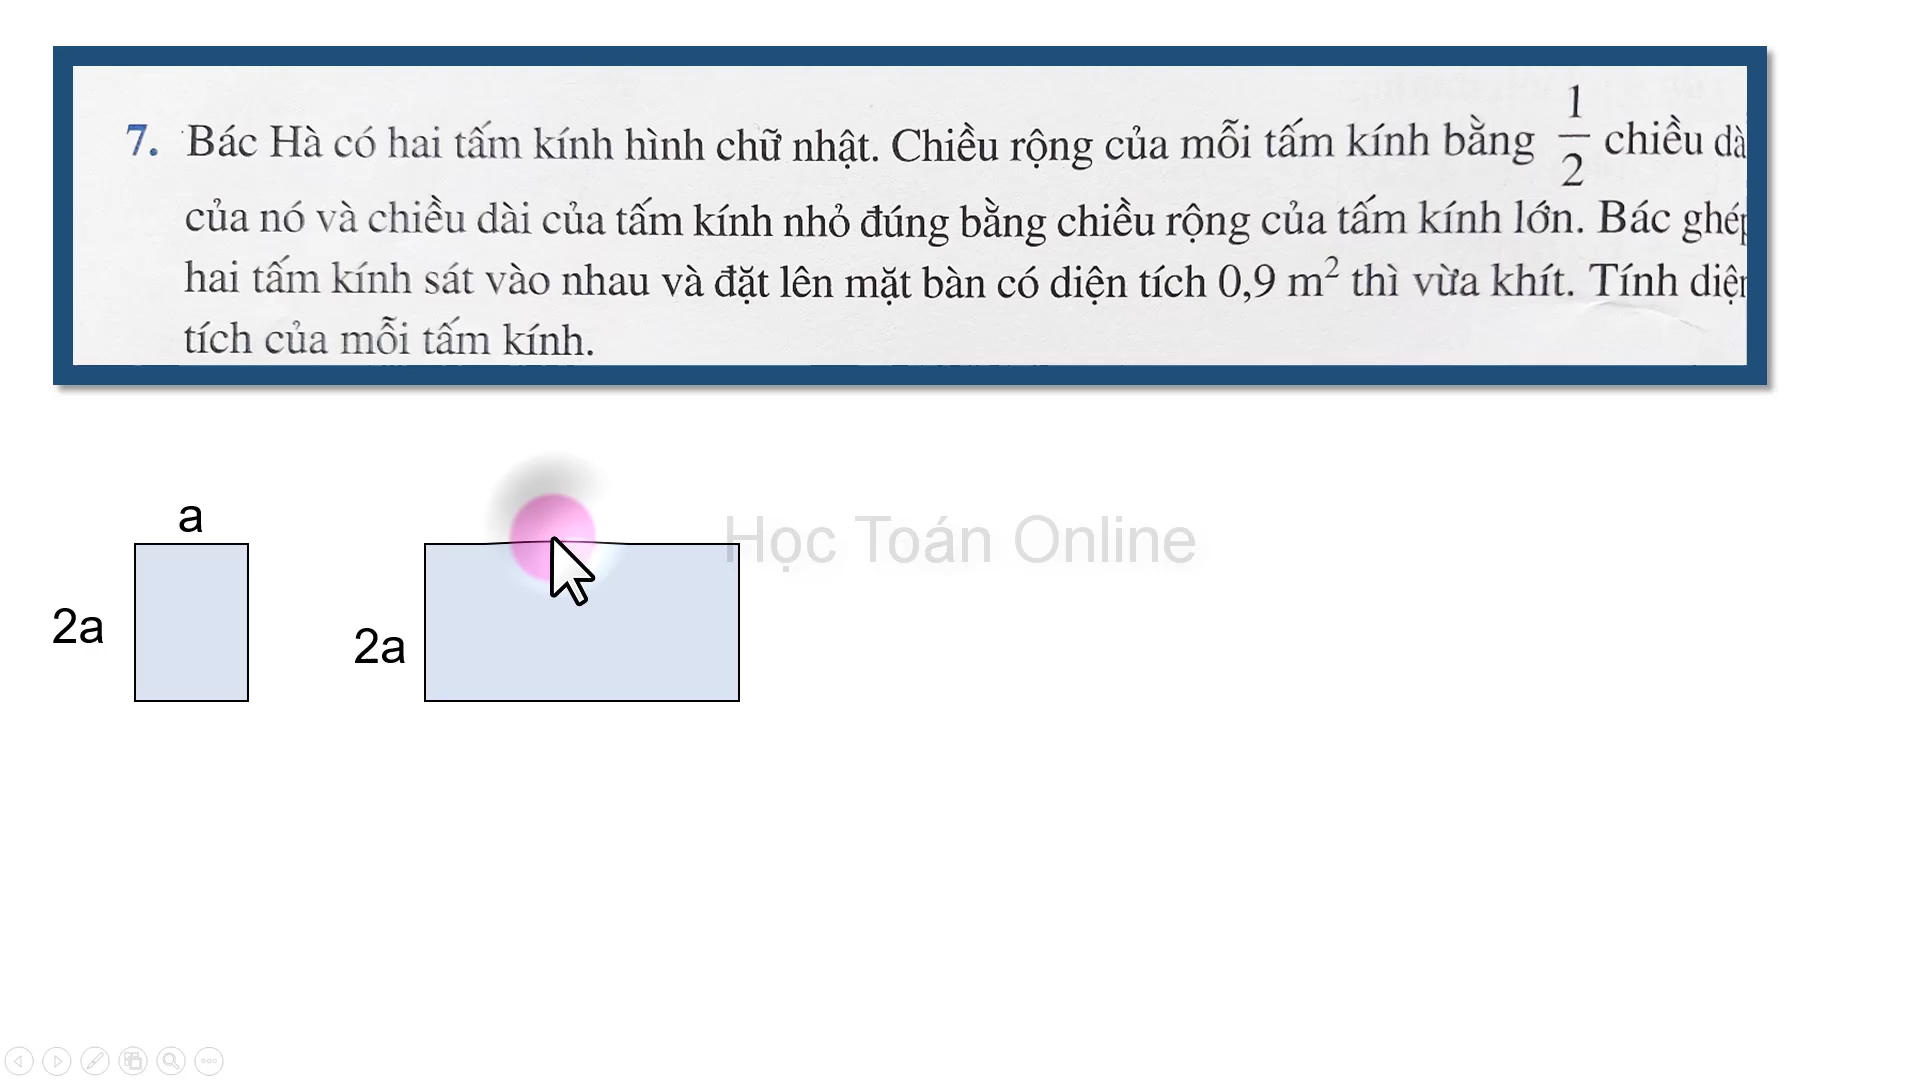 7. Bác Hà có hai tấm kính hình chữ nhật. Chiều rộng của mỗi tấm kính bằng 1/2 chiều
của nó và chiều dài của tấm kính nhỏ đúng bằng chiều rộng của tấm kính lớn. Bác
hai tấm kính sát vào nhau và đặt lên mặt bàn có diện tích 0,9 m² thì vừa khít. Tính
tích của mỗi tấm kính.
a
Học Toán Online
2a
2a